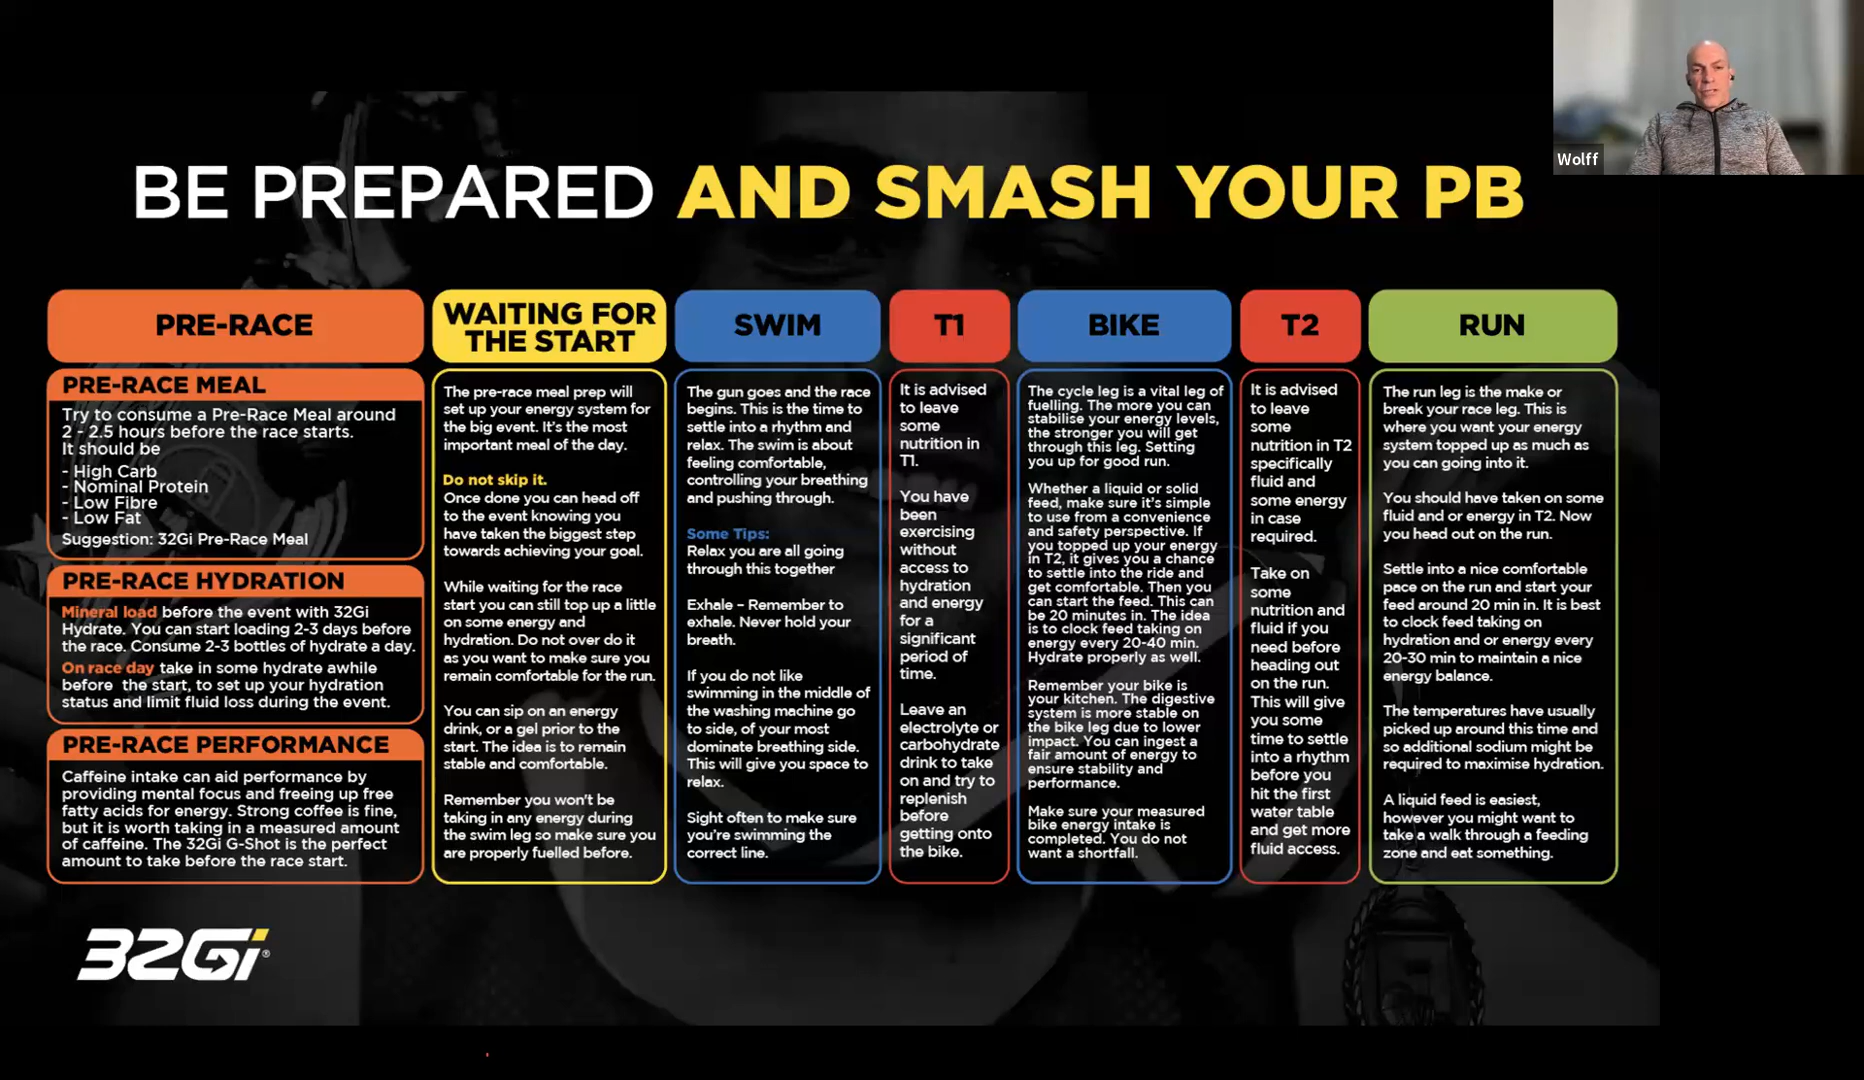 Wolff
BE PREPARED AND SMASH YOUR PB
PRE-RACE
PRE-RACE MEAL
Try to consume a Pre-Race Meal around
2 - 2.5 hours before the race starts.
It should be
- High Carb
- Nominal Protein
- Low Fibre
- Low Fat
Suggestion: 32Gi Pre-Race Meal
PRE-RACE HYDRATION
Mineral load before the event with 32Gi
Hydrate. You can start loading 2-3 days before
the race. Consume 2-3 bottles of hydrate a day.
On race day take in some hydrate awhile
before the start, to set up your hydration
status and limit fluid loss during the event.
PRE-RACE PERFORMANCE
Caffeine intake can aid performance by
providing mental focus and freeing up free
fatty acids for energy. Strong coffee is fine,
but it is worth taking in a measured amount
of caffeine. The 32Gi G-Shot is the perfect
amount to take before the race start.
WAITING FOR
THE START
The pre-race meal prep will
set up your energy system for
the big event. It's the most
important meal of the day.
Do not skip it.
Once done you can head off
to the event knowing you
have taken the biggest step
towards achieving your goal.
While waiting for the race
start you can still top up a little
on some energy and
hydration. Do not over do it
as you want to make sure you
remain comfortable for the run.
You can sip on an energy
drink, or a gel prior to the
start. The idea is to remain
stable and comfortable.
Remember you won't be
taking in any energy during
the swim leg so make sure you
are properly fuelled before.
SWIM
The gun goes and the race
begins. This is the time to
settle into a rhythm and
relax. The swim is about
feeling comfortable,
controlling your breathing
and pushing through.
Some Tips:
Relax you are all going
through this together
Exhale – Remember to
exhale. Never hold your
breath.
If you do not like
swimming in the middle of
the washing machine go
to side, of your most
dominate breathing side.
This will give you space to
relax.
Sight often to make sure
you're swimming the
correct line.
T1
It is advised
to leave
some
nutrition in
T1.
You have
been
exercising
without
access to
hydration
and energy
for a
significant
period of
time.
Leave an
electrolyte or
carbohydrate
drink to take
on and try to
replenish
before
getting onto
the bike.
BIKE
The cycle leg is a vital leg of
fuelling. The more you can
stabilise your energy levels,
the stronger you will get
through this leg. Setting
you up for good run.
Whether a liquid or solid
feed, make sure it's simple
to use from a convenience
and safety perspective. If
you topped up your energy
in T2, it gives you a chance
to settle into the ride and
get comfortable. Then you
can start the feed. This can
be 20 minutes in. The idea
is to clock feed taking on
energy every 20-40 min.
Hydrate properly as well.
Remember your bike is
your kitchen. The digestive
system is more stable on
the bike leg due to lower
impact. You can ingest a
fair amount of energy to
ensure stability and
performance.
Make sure your measured
bike energy intake is
completed. You do not
want a shortfall.
T2
It is advised
to leave
some
nutrition in T2
specifically
fluid and
some energy
in case
required.
Take on
some
nutrition and
fluid if you
need before
heading out
on the run.
This will give
you some
time to settle
into a rhythm
before you
hit the first
water table
and get more
fluid access.
RUN
The run leg is the make or
break your race leg. This is
where you want your energy
system topped up as much as
you can going into it.
You should have taken on some
fluid and or energy in T2. Now
you head out on the run.
Settle into a nice comfortable
pace on the run and start your
feed around 20 min in. It is best
to clock feed taking on
hydration and or energy every
20-30 min to maintain a nice
energy balance.
The temperatures have usually
picked up around this time and
so additional sodium might be
required to maximise hydration.
A liquid feed is easiest,
however you might want to
take a walk through a feeding
zone and eat something.
32Gi®